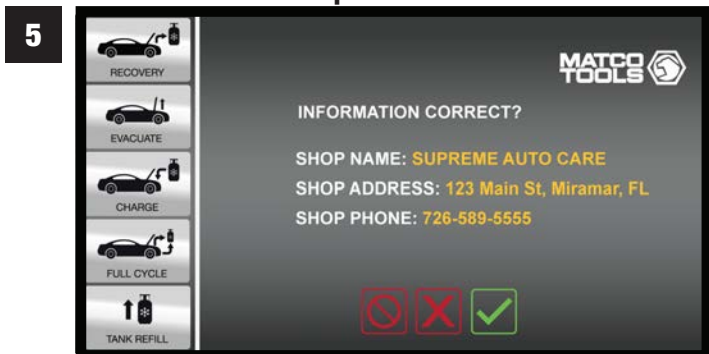 5
RECOVERY
EVACUATE
CHARGE
FULL CYCLE
TANK REFILL
MATCO
TOOLS
INFORMATION CORRECT?
SHOP NAME: SUPREME AUTO CARE
SHOP ADDRESS: 123 Main St, Miramar, FL
SHOP PHONE: 726-589-5555